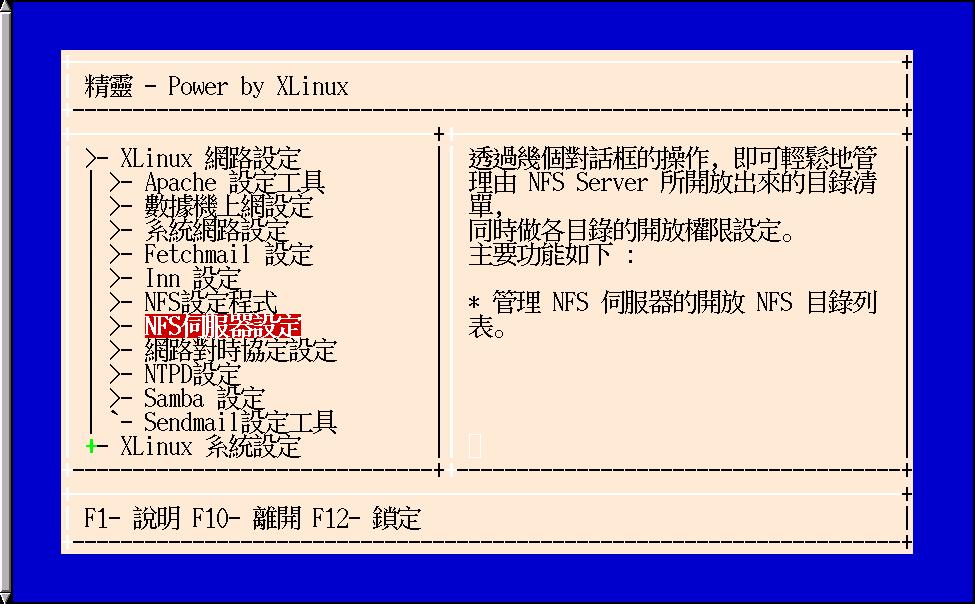 精靈 - Power by XLinux
>- XLinux 網路設定
>- Apache 設定工具
>- 數據機上網設定
>- 系統網路設定
>- Fetchmail 設定
>- Inn 設定
>- NFS設定程式
>- NFS伺服器設定
>- 網路對時協定設定
>- NTPD設定
>- Samba 設定
`- Sendmail設定工具
+- XLinux 系統設定
透過幾個對話框的操作, 即可輕鬆地管
理由 NFS Server 所開放出來的目錄清
單,
同時做各目錄的開放權限設定。
主要功能如下 :
* 管理 NFS 伺服器的開放 NFS 目錄列
表。
F1- 說明 F10- 離開 F12- 鎖定